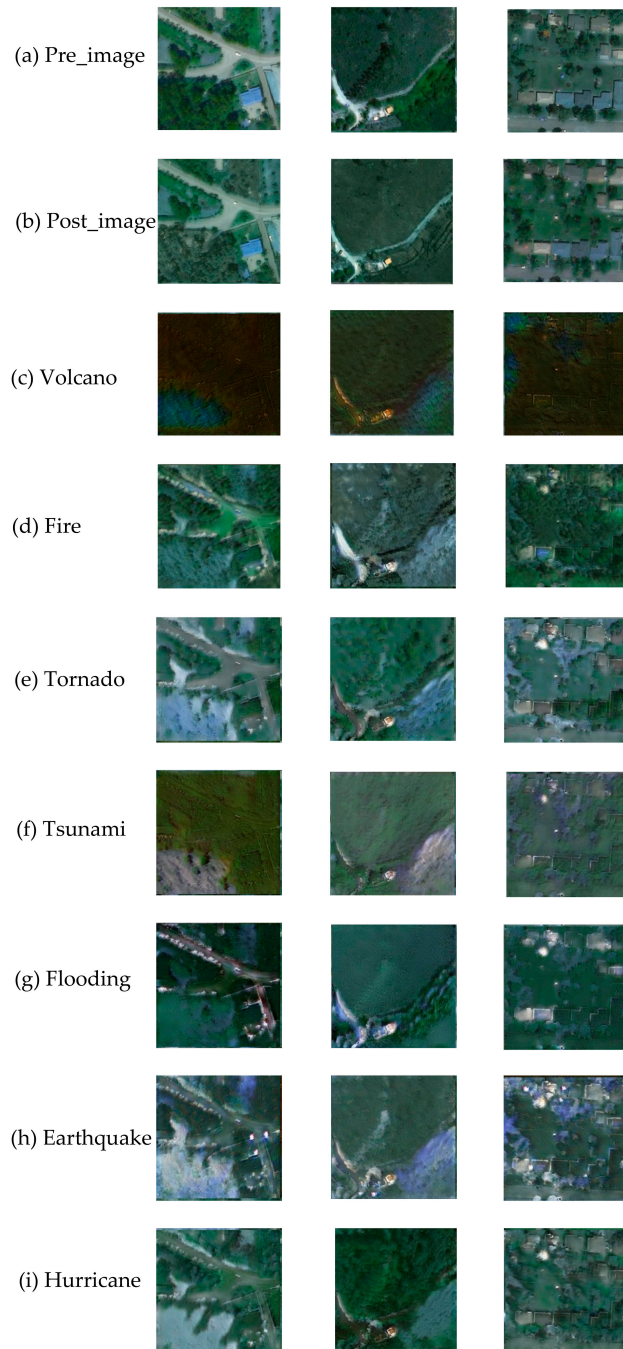 (a) Pre_image
(b) Post_image
(c) Volcano
(d) Fire
(e) Tornado
(f) Tsunami
(g) Flooding
(h) Earthquake
(i) Hurricane